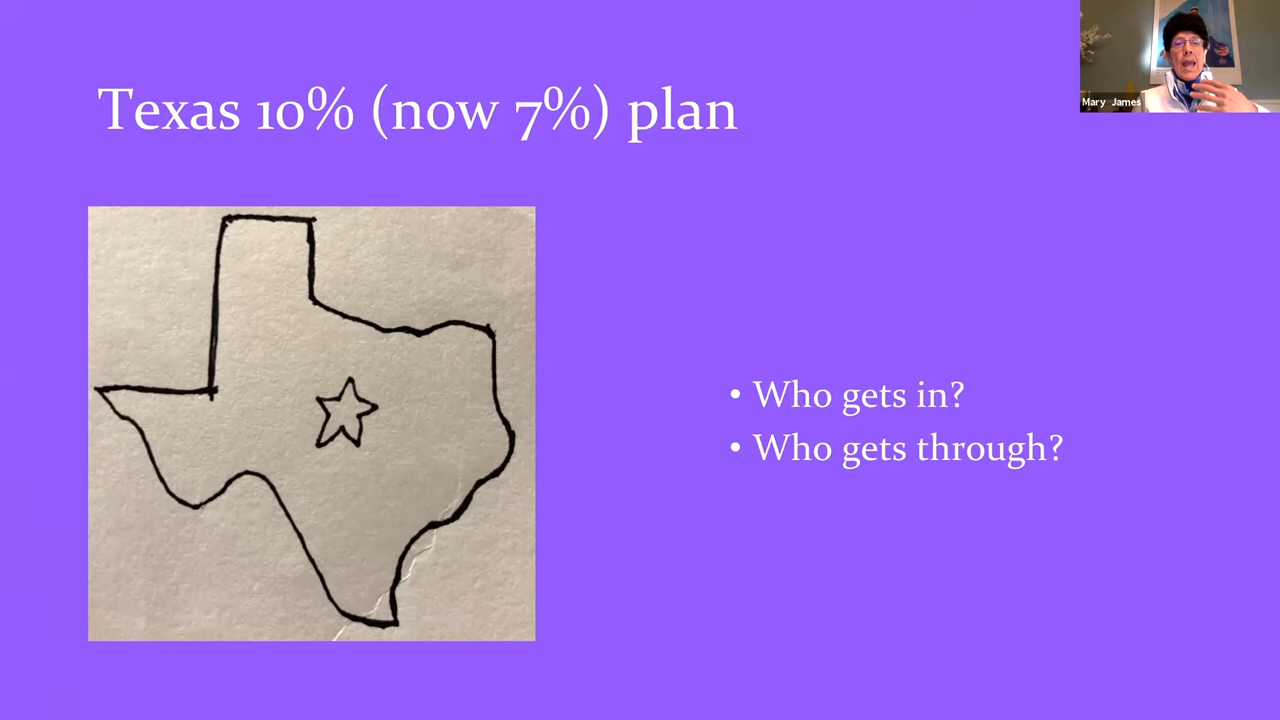 Texas 10% (now 7%) plan
Mary James
• Who gets in?
• Who gets through?